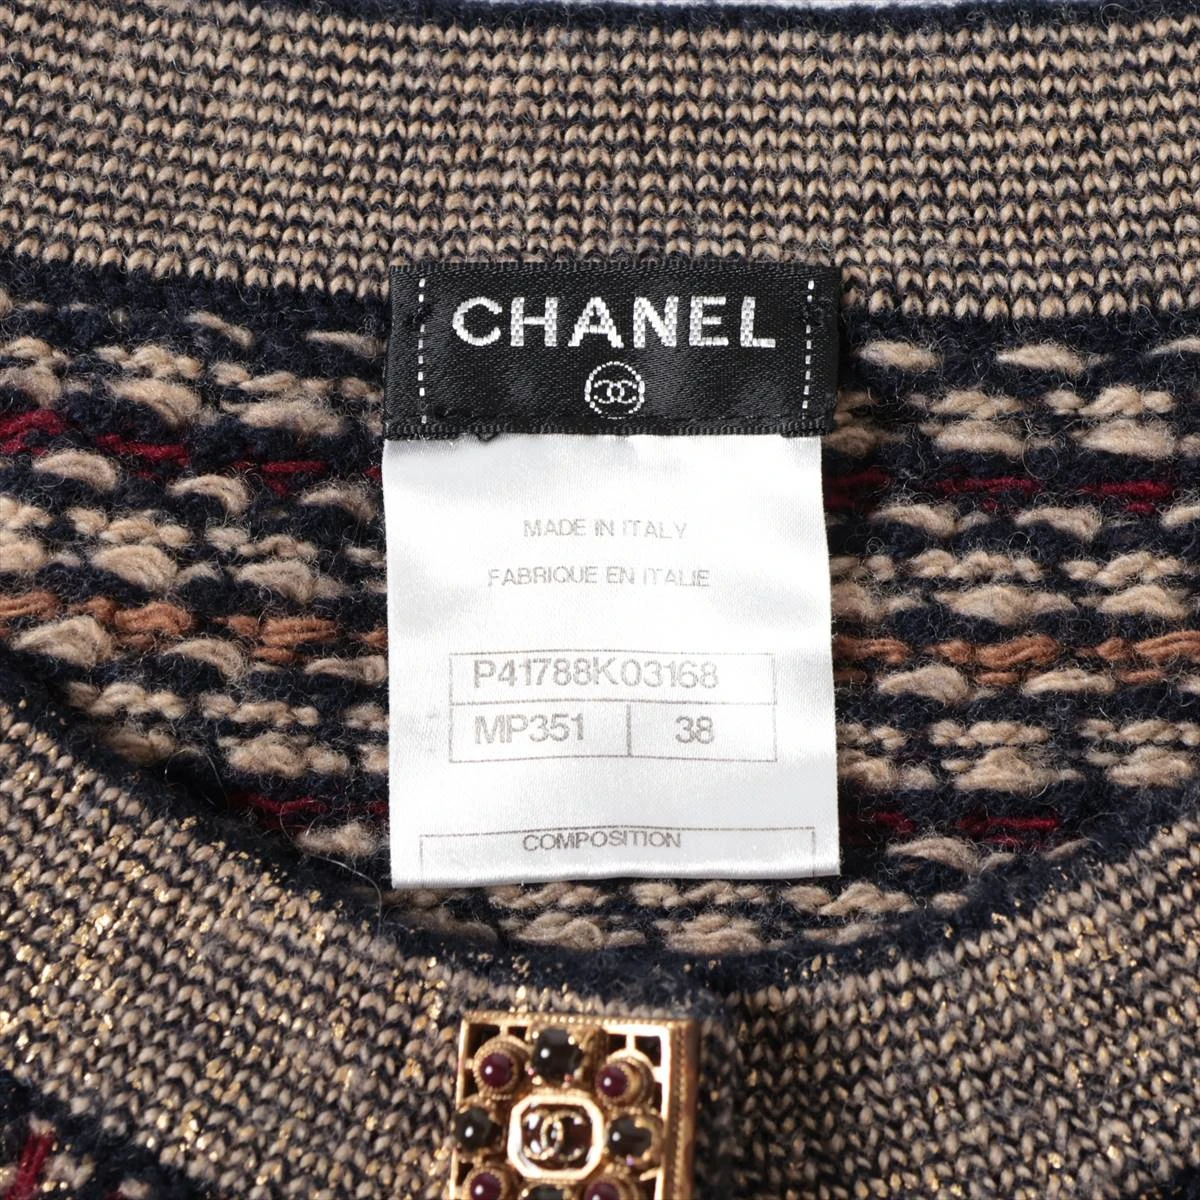 CHANEL
MADE IN ITALY
FABRIQUE EN ITALIE
P41788K03168
MP351 38
COMPOSITION